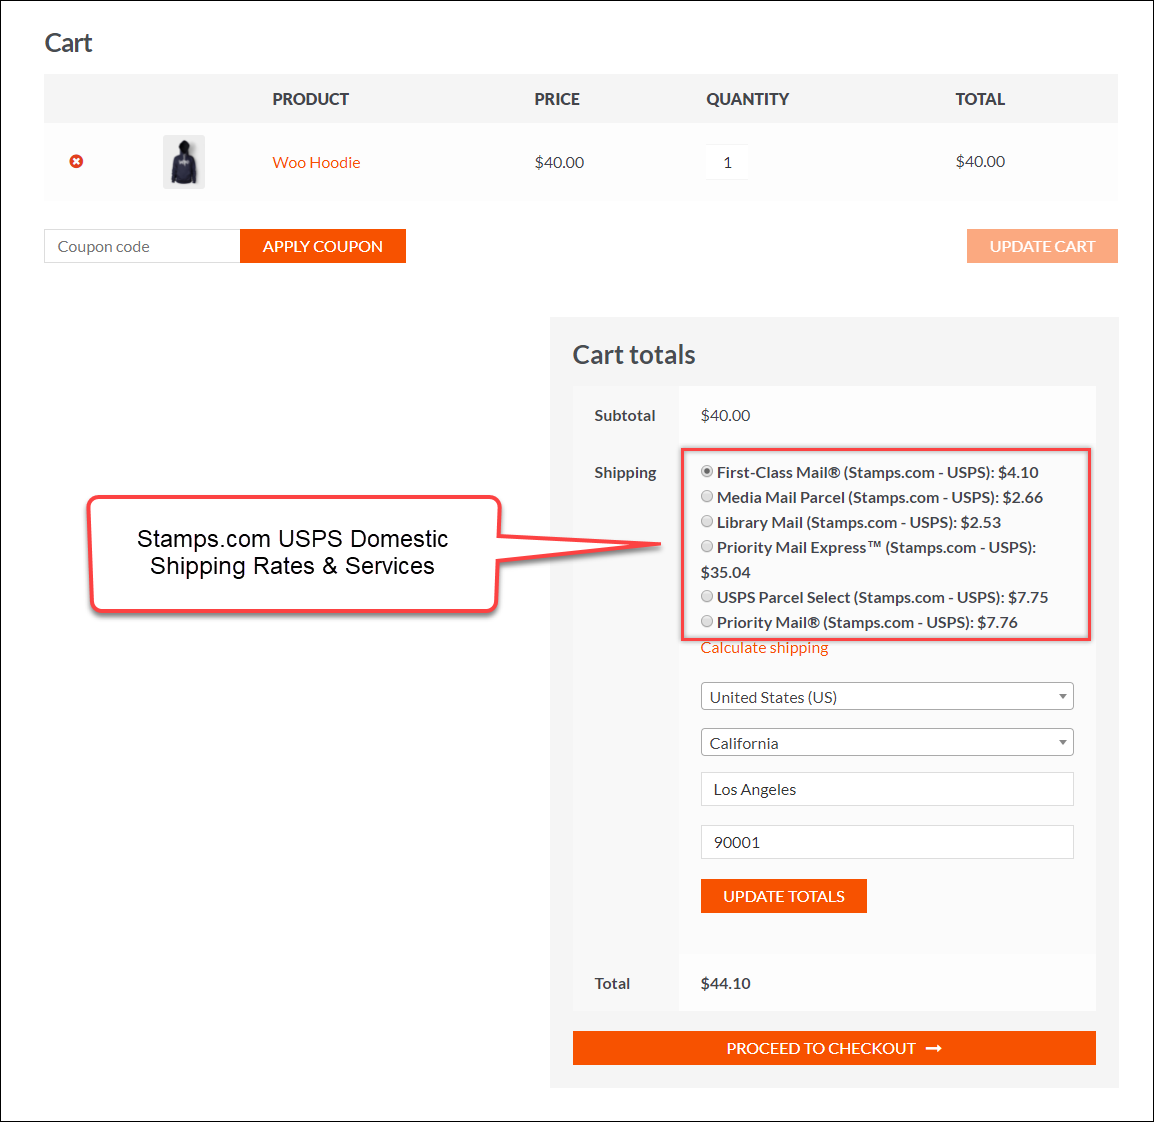 Cart
PRODUCT PRICE QUANTITY TOTAL
Woo Hoodie $40.00 1 $40.00
Coupon code APPLY COUPON UPDATE CART
Cart totals
Subtotal $40.00
Shipping First-Class Mail® (Stamps.com - USPS): $4.10
Media Mail Parcel (Stamps.com - USPS): $2.66
Library Mail (Stamps.com - USPS): $2.53
Priority Mail Express™ (Stamps.com - USPS):
$35.04
USPS Parcel Select (Stamps.com - USPS): $7.75
Priority Mail® (Stamps.com - USPS): $7.76
Stamps.com USPS Domestic
Shipping Rates & Services
Calculate shipping
United States (US)
California
Los Angeles
90001
UPDATE TOTALS
Total $44.10
PROCEED TO CHECKOUT →